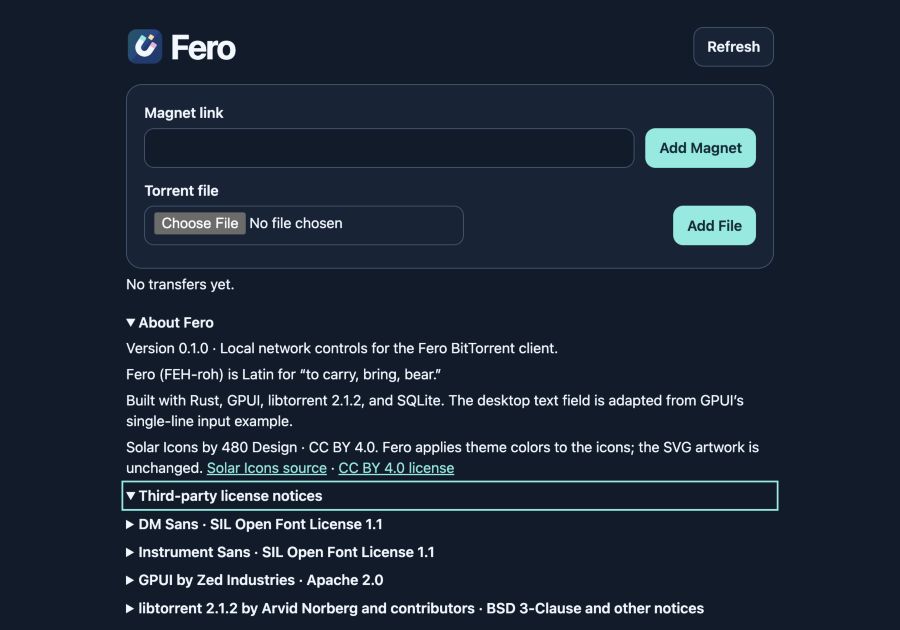 Fero
Refresh
Magnet link
Add Magnet
Torrent file
Choose File No file chosen
Add File
No transfers yet.
▼ About Fero
Version 0.1.0 · Local network controls for the Fero BitTorrent client.
Fero (FEH-roh) is Latin for “to carry, bring, bear.”
Built with Rust, GPUI, libtorrent 2.1.2, and SQLite. The desktop text field is adapted from GPUI’s
single-line input example.
Solar Icons by 480 Design · CC BY 4.0. Fero applies theme colors to the icons; the SVG artwork is
unchanged. Solar Icons source · CC BY 4.0 license
▼ Third-party license notices
▶ DM Sans · SIL Open Font License 1.1
▶ Instrument Sans · SIL Open Font License 1.1
▶ GPUI by Zed Industries · Apache 2.0
▶ libtorrent 2.1.2 by Arvid Norberg and contributors · BSD 3-Clause and other notices